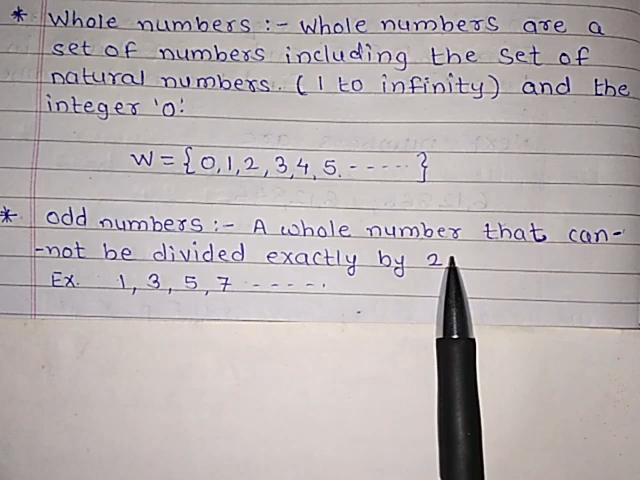 * Whole numbers :- Whole numbers are a
set of numbers including the set of
natural numbers. (1 to infinity) and the
integer '0'.
W = {0,1,2,3,4,5.-----}
* Odd numbers :- A whole number that can-
-not be divided exactly by 2
Ex. 1, 3, 5, 7 -----.